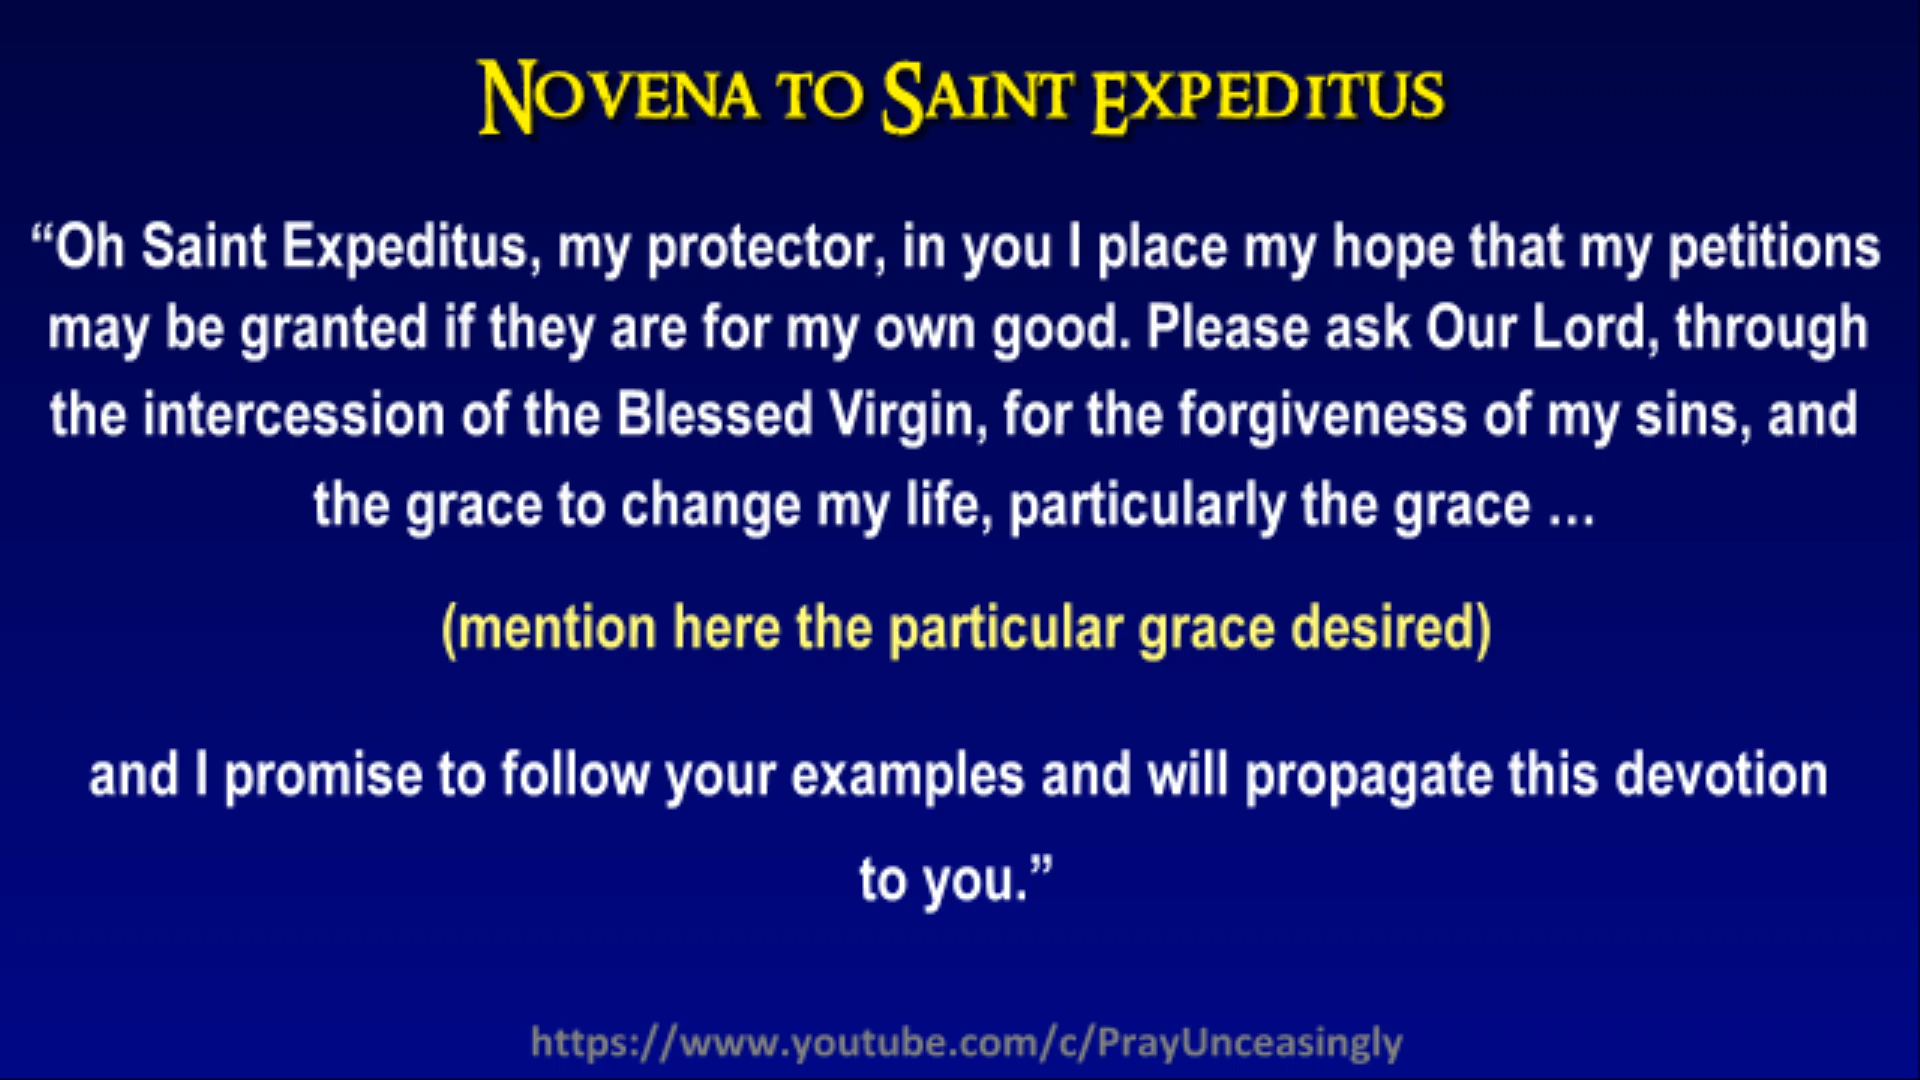 NOVENA TO SAINT EXPEDITUS
“Oh Saint Expeditus, my protector, in you I place my hope that my petitions
may be granted if they are for my own good. Please ask Our Lord, through
the intercession of the Blessed Virgin, for the forgiveness of my sins, and
the grace to change my life, particularly the grace …
(mention here the particular grace desired)
and I promise to follow your examples and will propagate this devotion
to you.”
https://www.youtube.com/c/PrayUnceasingly